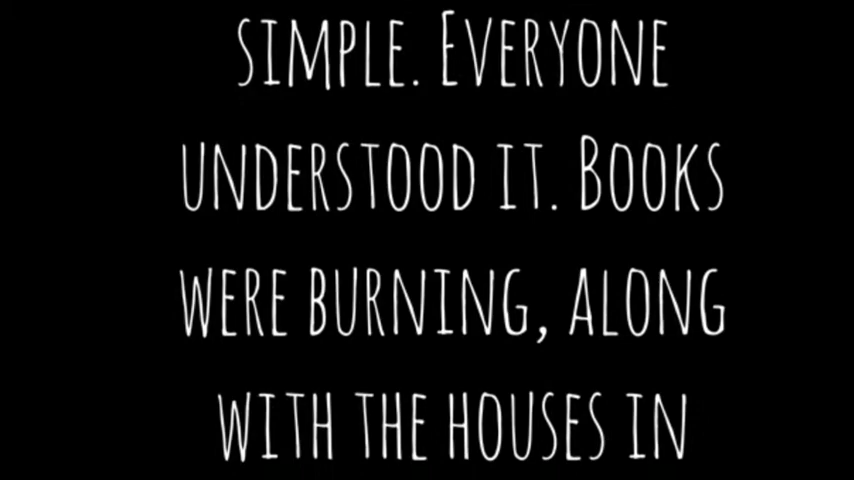 simple. Everyone
understood it. Books
were burning, along
with the houses in